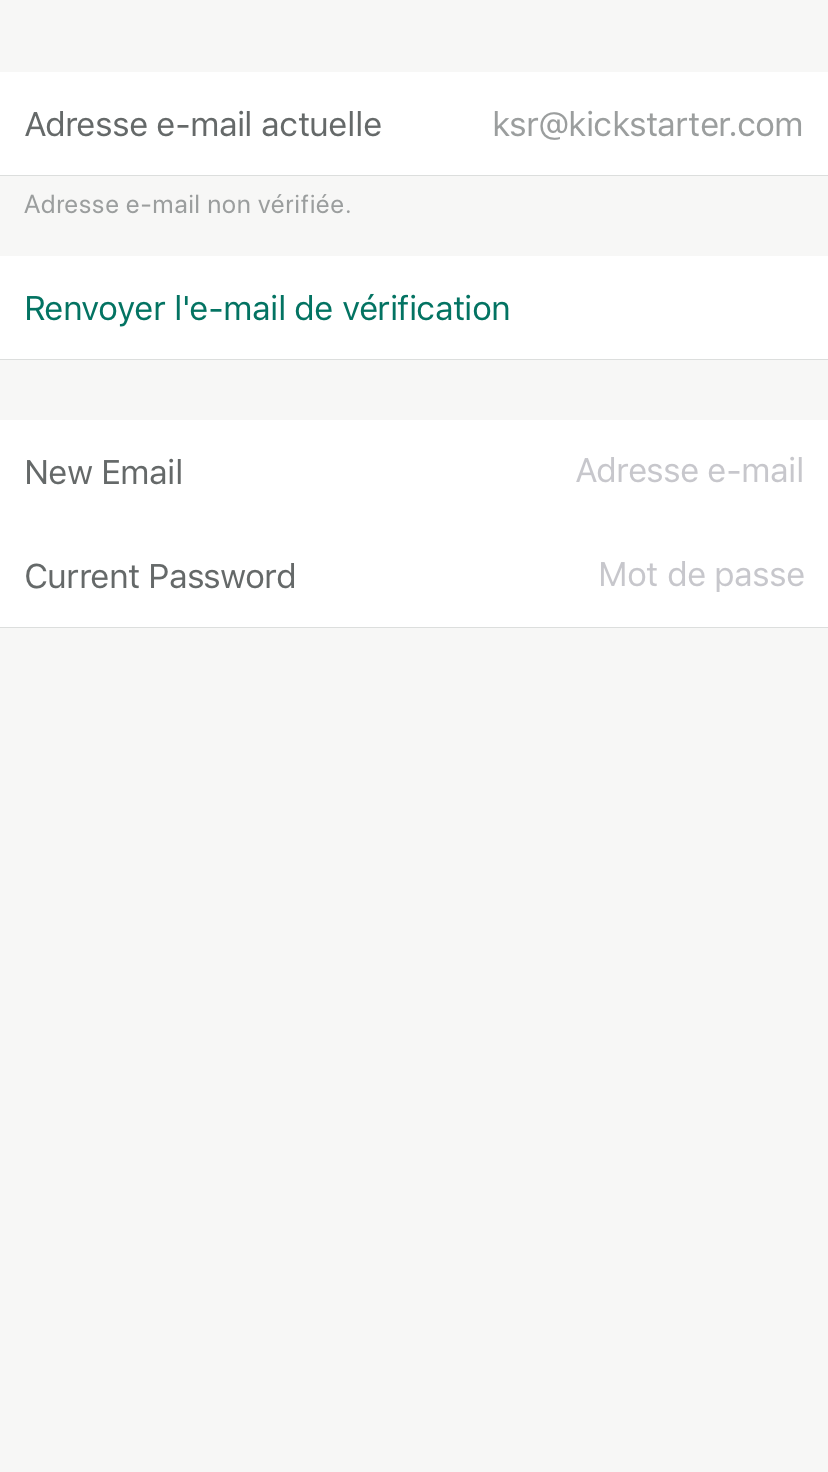 Adresse e-mail actuelle ksr@kickstarter.com
Adresse e-mail non vérifiée.
Renvoyer l'e-mail de vérification
New Email Adresse e-mail
Current Password Mot de passe